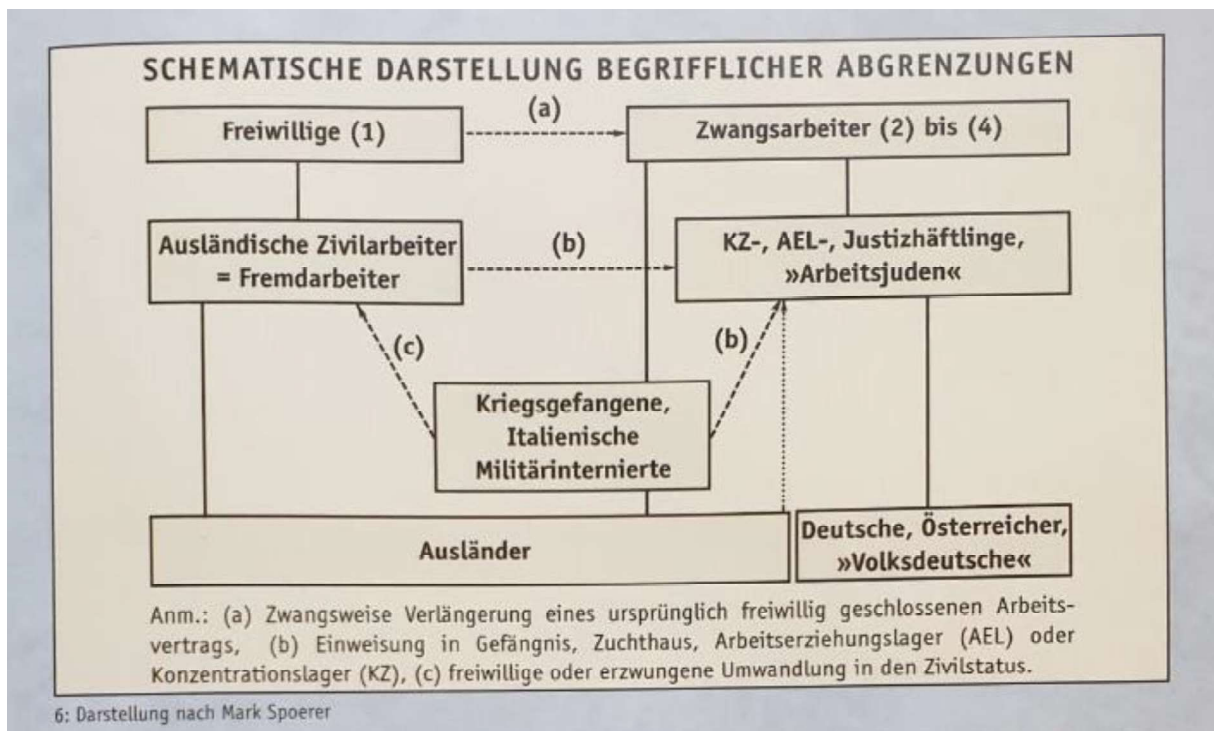 SCHEMATISCHE DARSTELLUNG BEGRIFFLICHER ABGRENZUNGEN
Freiwillige (1)
(a)
Zwangsarbeiter (2) bis (4)
Ausländische Zivilarbeiter
= Fremdarbeiter
(b)
KZ-, AEL-, Justizhäftlinge,
»Arbeitsjuden«
(c)
(b)
Kriegsgefangene,
Italienische
Militärinternierte
Ausländer
Deutsche, Österreicher,
»Volksdeutsche«
Anm.: (a) Zwangsweise Verlängerung eines ursprünglich freiwillig geschlossenen Arbeits-
vertrags, (b) Einweisung in Gefängnis, Zuchthaus, Arbeitserziehungslager (AEL) oder
Konzentrationslager (KZ), (c) freiwillige oder erzwungene Umwandlung in den Zivilstatus.
6: Darstellung nach Mark Spoerer